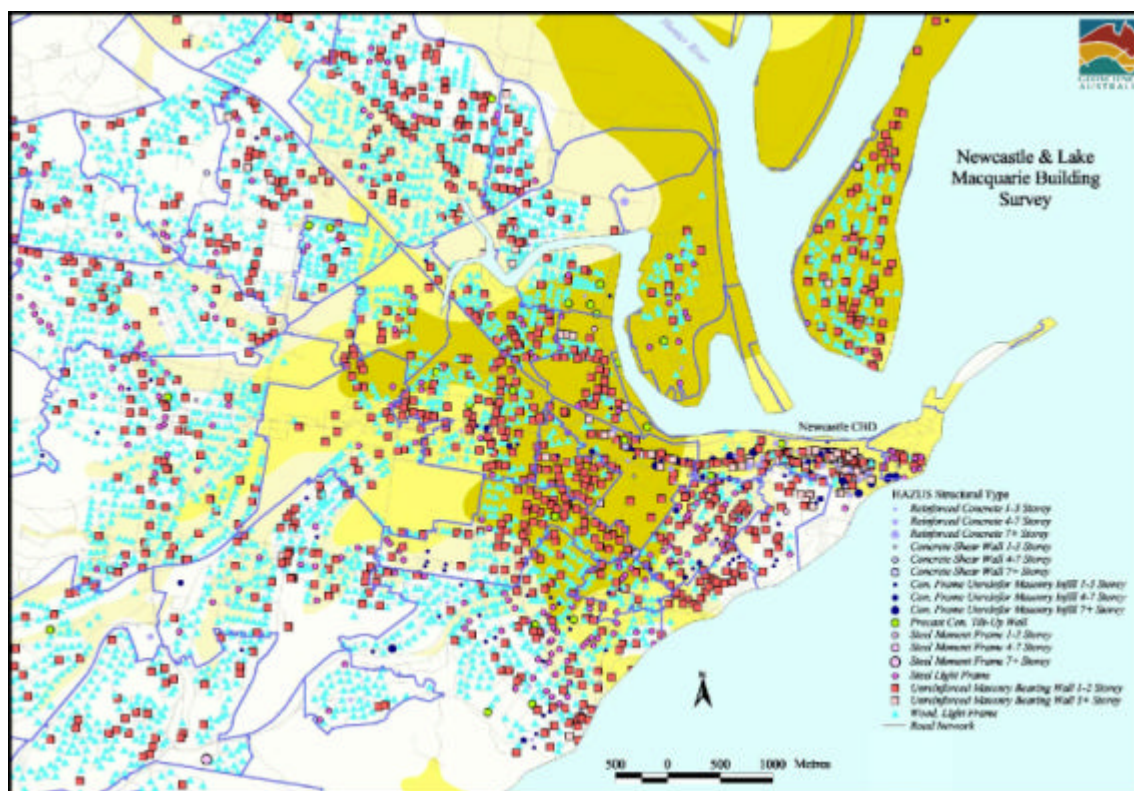 Hunter River
GEOSCIENCE
AUSTRALIA
Newcastle & Lake
Macquarie Building
Survey
Newcastle CBD
HAZUS Structural Type
Reinforced Concrete 1-3 Storey
Reinforced Concrete 4-7 Storey
Reinforced Concrete 7+ Storey
Concrete Shear Wall 1-3 Storey
Concrete Shear Wall 4-7 Storey
Concrete Shear Wall 7+ Storey
Con. Frame Unreinfor Masonry Infill 1-3 Storey
Con. Frame Unreinfor Masonry Infill 4-7 Storey
Con. Frame Unreinfor Masonry Infill 7+ Storey
Precast Con. Tilt-Up Wall
Steel Moment Frame 1-3 Storey
Steel Moment Frame 4-7 Storey
Steel Moment Frame 7+ Storey
Steel Light Frame
Unreinforced Masonry Bearing Wall 1-2 Storey
Unreinforced Masonry Bearing Wall 3+ Storey
Wood, Light Frame
Road Network
N
500 0 500 1000 Metres